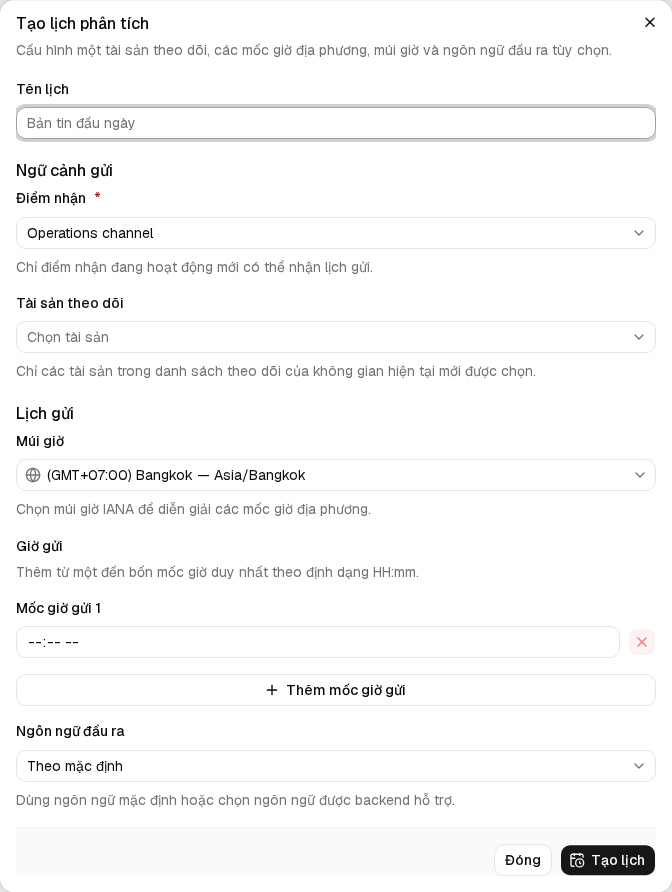 Tạo lịch phân tích
Cấu hình một tài sản theo dõi, các mốc giờ địa phương, múi giờ và ngôn ngữ đầu ra tùy chọn.
Tên lịch
Bản tin đầu ngày
Ngữ cảnh gửi
Điểm nhận *
Operations channel
Chỉ điểm nhận đang hoạt động mới có thể nhận lịch gửi.
Tài sản theo dõi
Chọn tài sản
Chỉ các tài sản trong danh sách theo dõi của không gian hiện tại mới được chọn.
Lịch gửi
Múi giờ
(GMT+07:00) Bangkok — Asia/Bangkok
Chọn múi giờ IANA để diễn giải các mốc giờ địa phương.
Giờ gửi
Thêm từ một đến bốn mốc giờ duy nhất theo định dạng HH:mm.
Mốc giờ gửi 1
--:-- --
Thêm mốc giờ gửi
Ngôn ngữ đầu ra
Theo mặc định
Dùng ngôn ngữ mặc định hoặc chọn ngôn ngữ được backend hỗ trợ.
Đóng
Tạo lịch